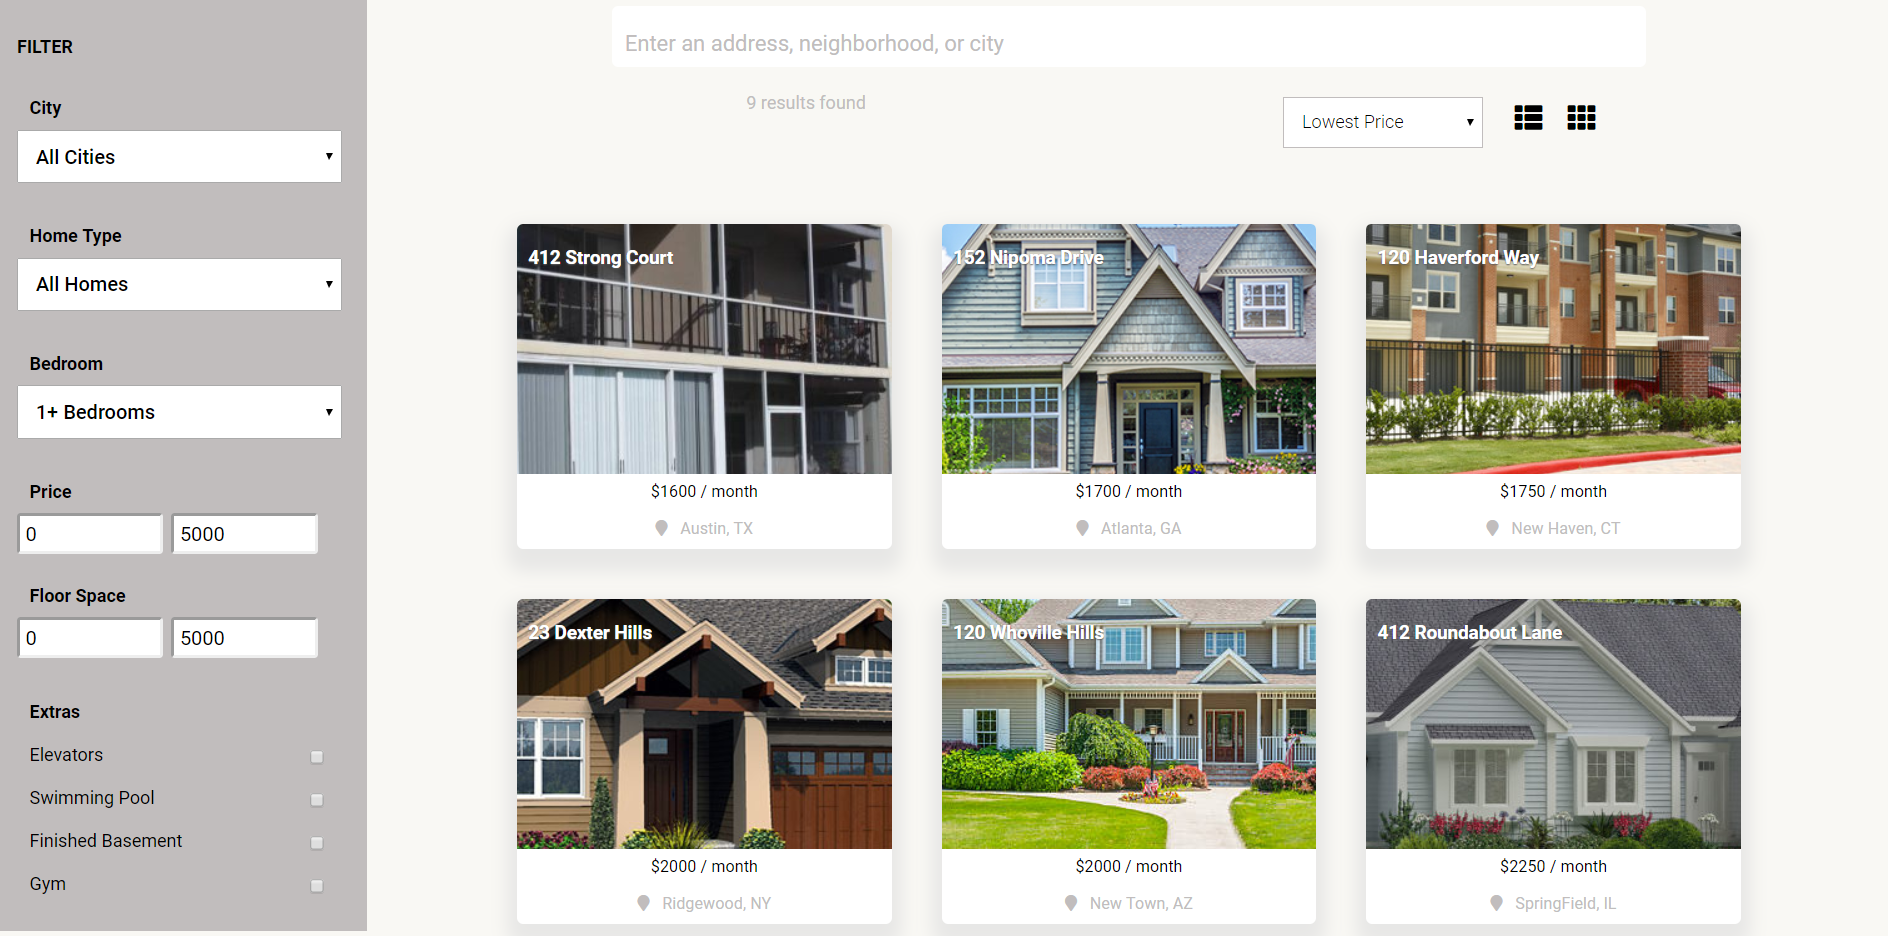 FILTER
City
All Cities
Home Type
All Homes
Bedroom
1+ Bedrooms
Price
0 5000
Floor Space
0 5000
Extras
Elevators
Swimming Pool
Finished Basement
Gym
Enter an address, neighborhood, or city
9 results found
Lowest Price
412 Strong Court
$1600 / month
Austin, TX
152 Nipoma Drive
$1700 / month
Atlanta, GA
120 Haverford Way
$1750 / month
New Haven, CT
23 Dexter Hills
$2000 / month
Ridgewood, NY
120 Whoville Hills
$2000 / month
New Town, AZ
412 Roundabout Lane
$2250 / month
SpringField, IL